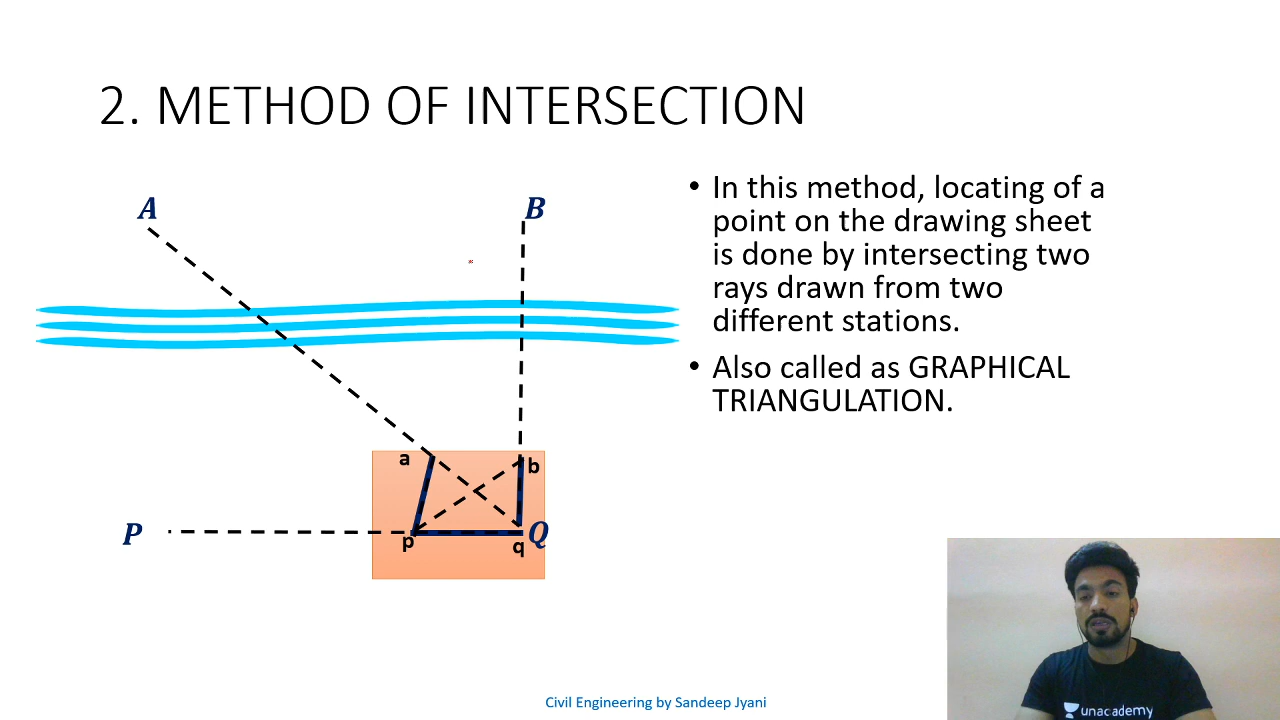 2. METHOD OF INTERSECTION
A
B
• In this method, locating of a
point on the drawing sheet
is done by intersecting two
rays drawn from two
different stations.
• Also called as GRAPHICAL
TRIANGULATION.
a
b
P
p
q
Q
unacademy
Civil Engineering by Sandeep Jyani